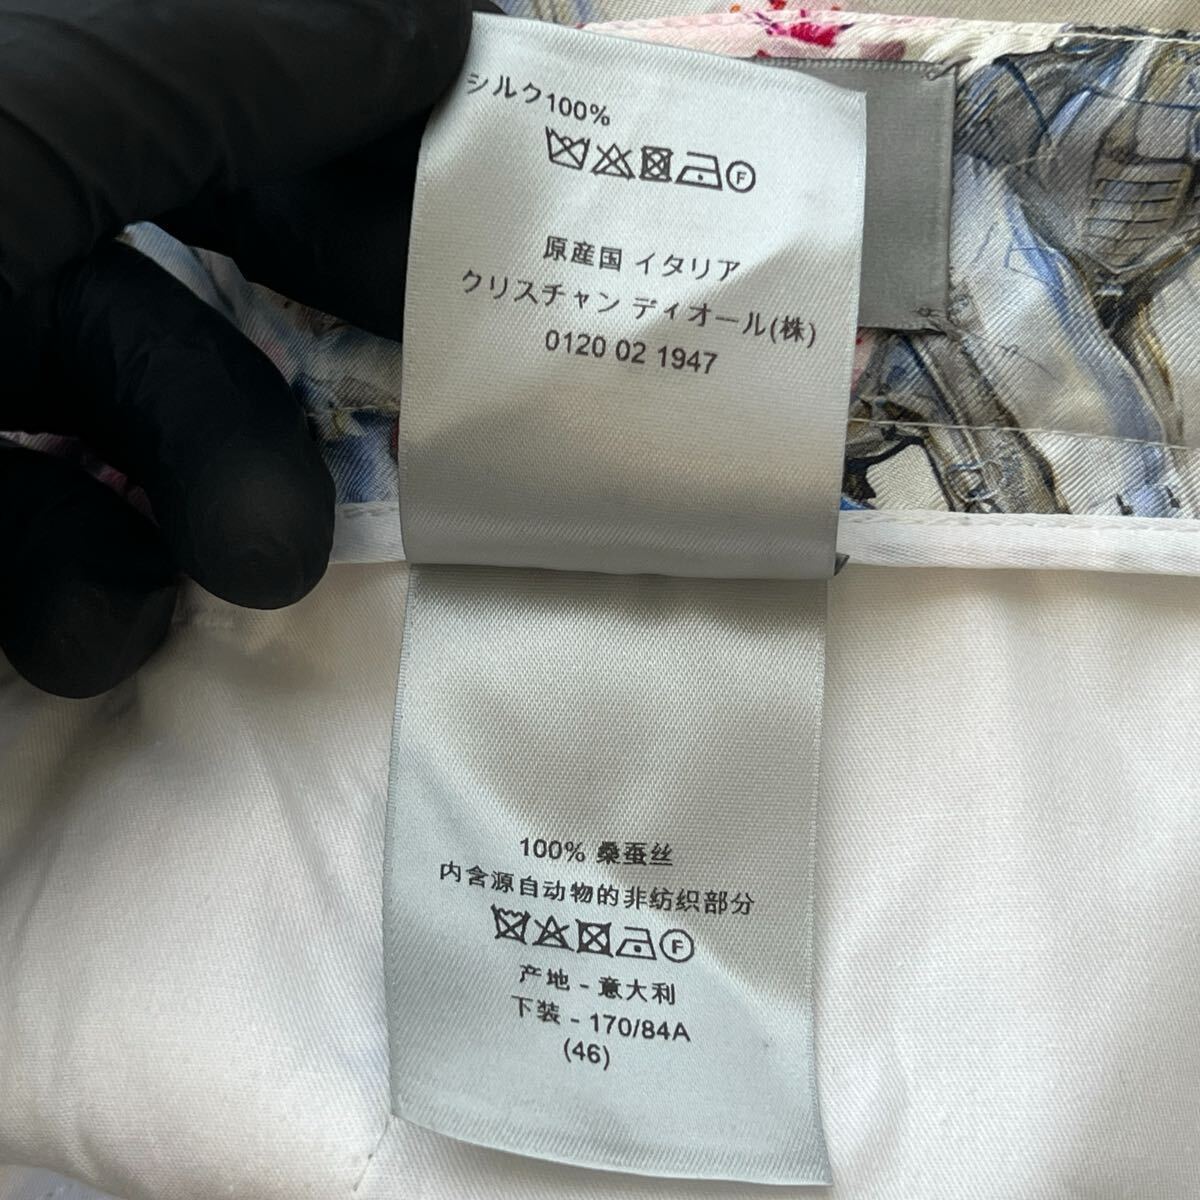 シルク100%
F
原産国 イタリア
クリスチャン ディオール(株)
0120 02 1947
100% 桑蚕丝
内含源自动物的非纺织部分
F
产地 - 意大利
下装 - 170/84A
(46)